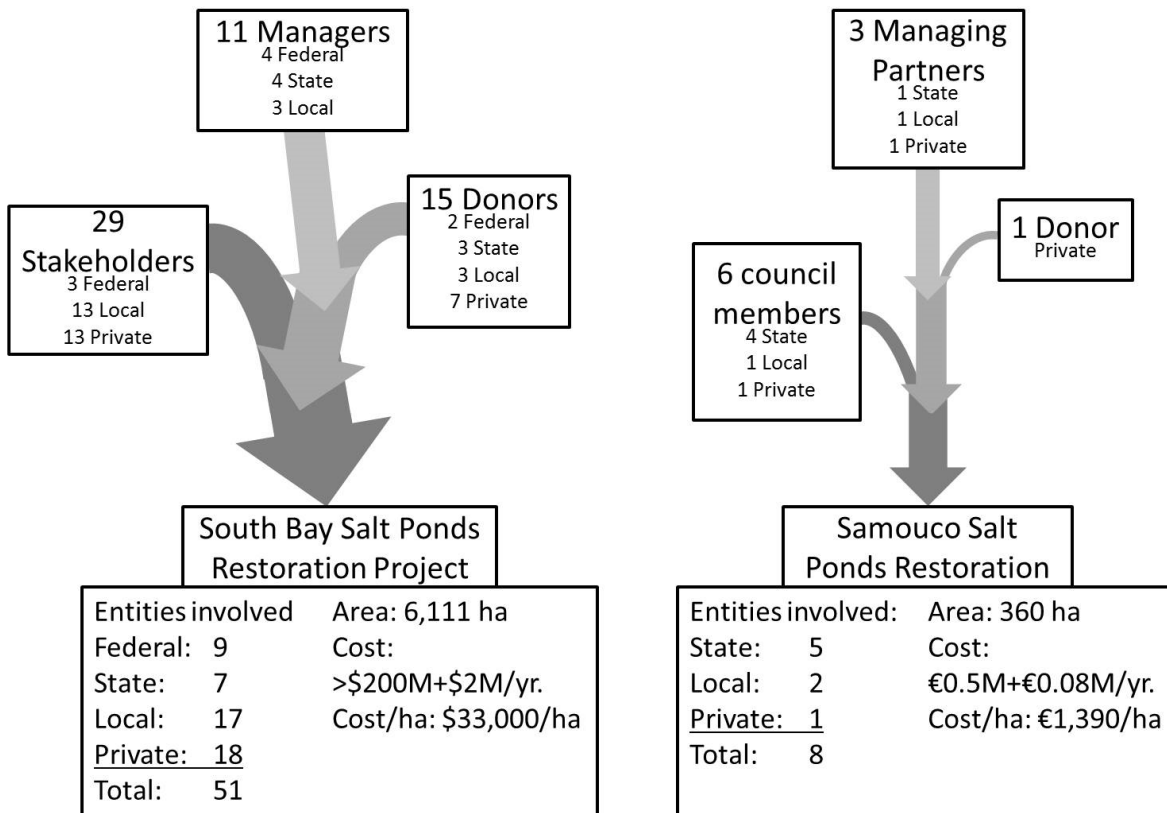 11 Managers
4 Federal
4 State
3 Local
29
Stakeholders
3 Federal
13 Local
13 Private
15 Donors
2 Federal
3 State
3 Local
7 Private
South Bay Salt Ponds
Restoration Project
Entities involved
Federal: 9
State: 7
Local: 17
Private: 18
Total: 51
Area: 6,111 ha
Cost:
>$200M+$2M/yr.
Cost/ha: $33,000/ha
3 Managing
Partners
1 State
1 Local
1 Private
1 Donor
Private
6 council
members
4 State
1 Local
1 Private
Samouco Salt
Ponds Restoration
Entities involved:
State: 5
Local: 2
Private: 1
Total: 8
Area: 360 ha
Cost:
€0.5M+€0.08M/yr.
Cost/ha: €1,390/ha